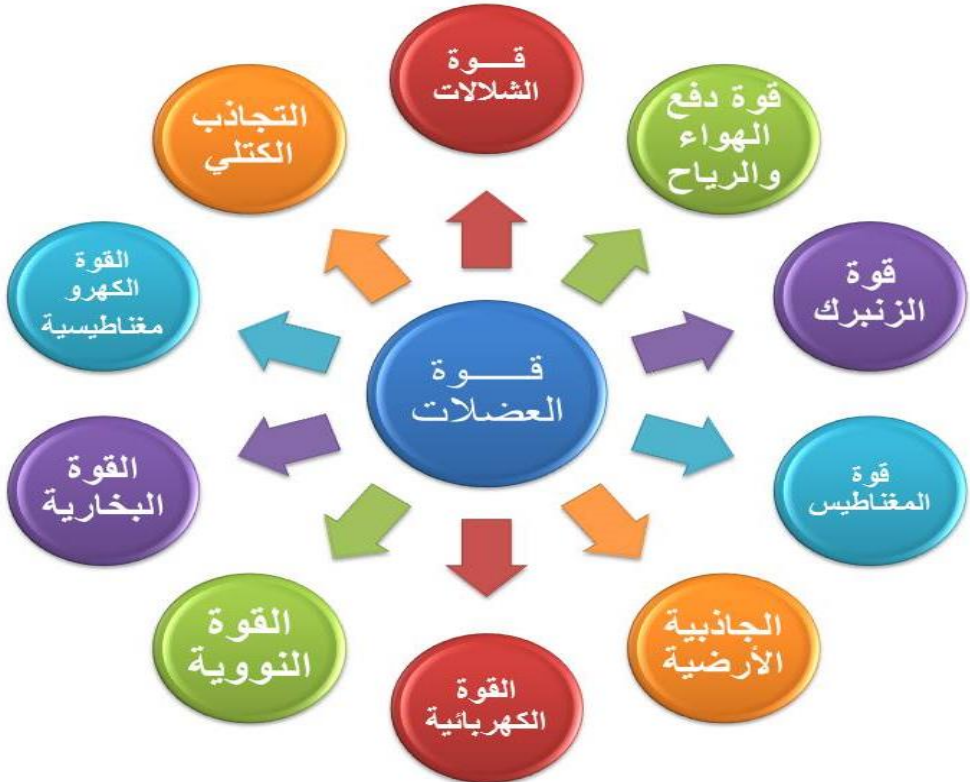 قـــوة
الشلالات
قوة دفع
الهواء
والرياح
قوة
الزنبرك
قوة
المغناطيس
الجاذبية
الأرضية
القوة
الكهربائية
القوة
النووية
القوة
البخارية
القوة
الكهرو
مغناطيسية
التجاذب
الكتلي
قـــوة
العضلات